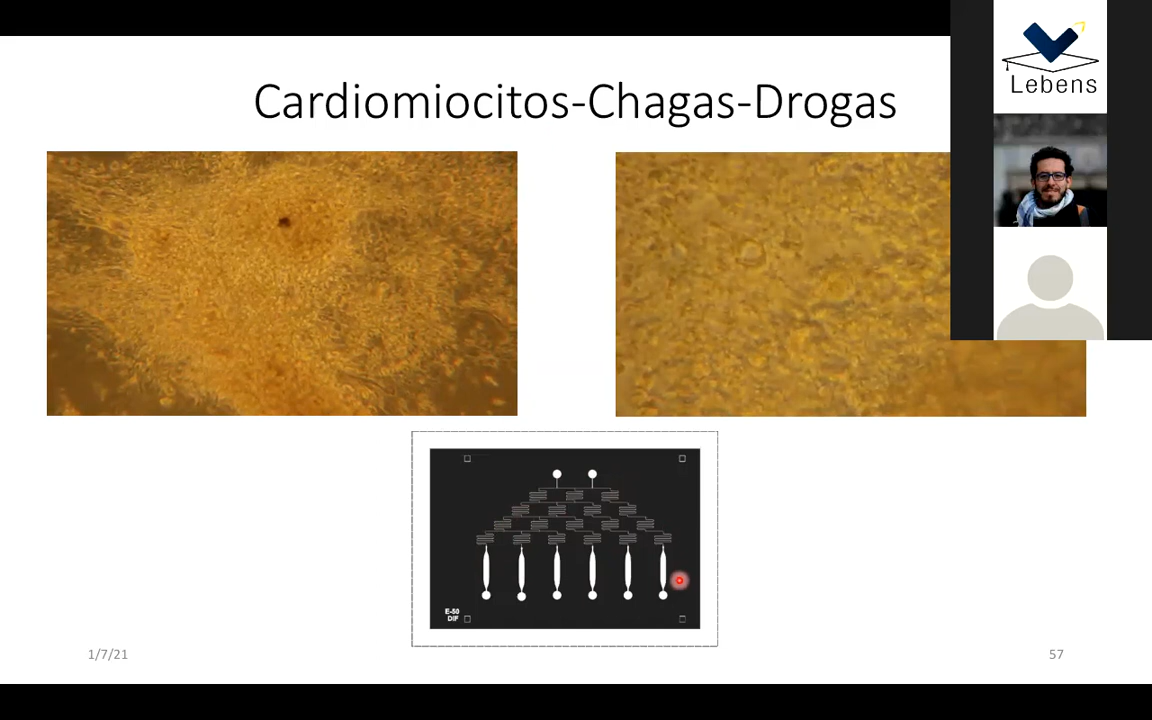 Lebens
Cardiomiocitos-Chagas-Drogas
E-50
DIF
1/7/21
57